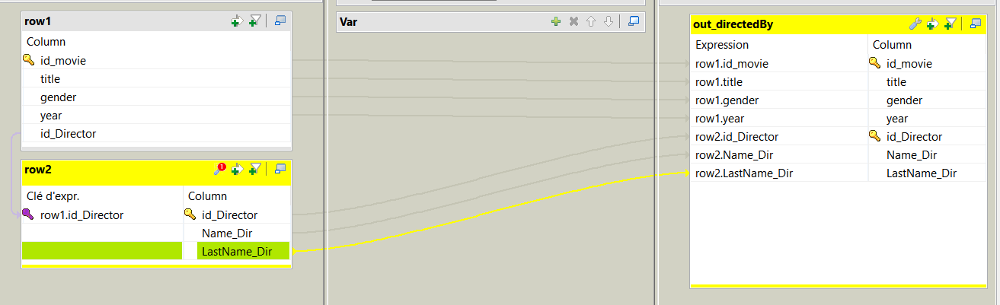 row1
Column
id_movie
title
gender
year
id_Director
row2
1
Clé d'expr. Column
row1.id_Director id_Director
Name_Dir
LastName_Dir
Var
out_directedBy
Expression Column
row1.id_movie id_movie
row1.title title
row1.gender gender
row1.year year
row2.id_Director id_Director
row2.Name_Dir Name_Dir
row2.LastName_Dir LastName_Dir